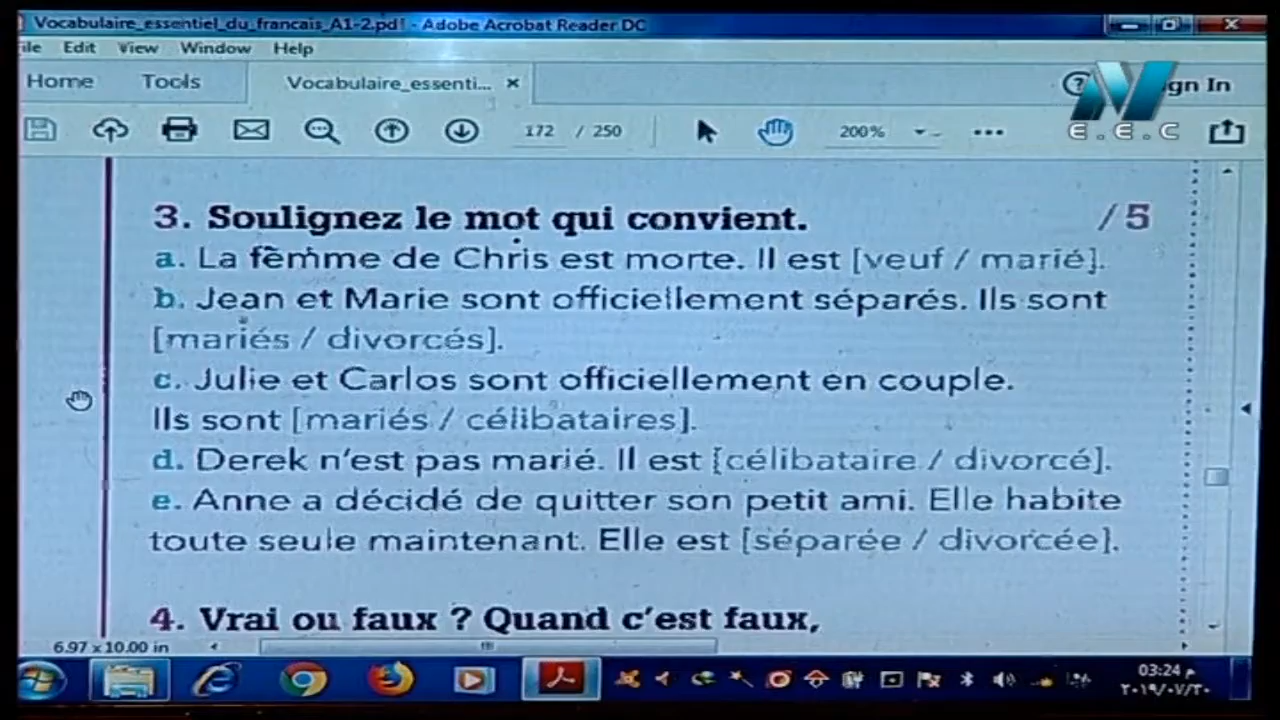 Vocabulaire_essentiel_du_francais_A1-2.pdf - Adobe Acrobat Reader DC
ile Edit View Window Help
Home Tools Vocabulaire_essenti... × ? gn In
172 / 250 200% ...
E.E.C
3. Soulignez le mot qui convient. / 5
a. La femme de Chris est morte. Il est [veuf / marié].
b. Jean et Marie sont officiellement séparés. Ils sont
[mariés / divorcés].
c. Julie et Carlos sont officiellement en couple.
Ils sont [mariés / célibataires].
d. Derek n'est pas marié. Il est [célibataire / divorcé].
e. Anne a décidé de quitter son petit ami. Elle habite
toute seule maintenant. Elle est [séparée / divorcée].
4. Vrai ou faux ? Quand c'est faux,
6.97 x 10.00 in
03:24 م
٢٠١٩/٠٧/٢٠